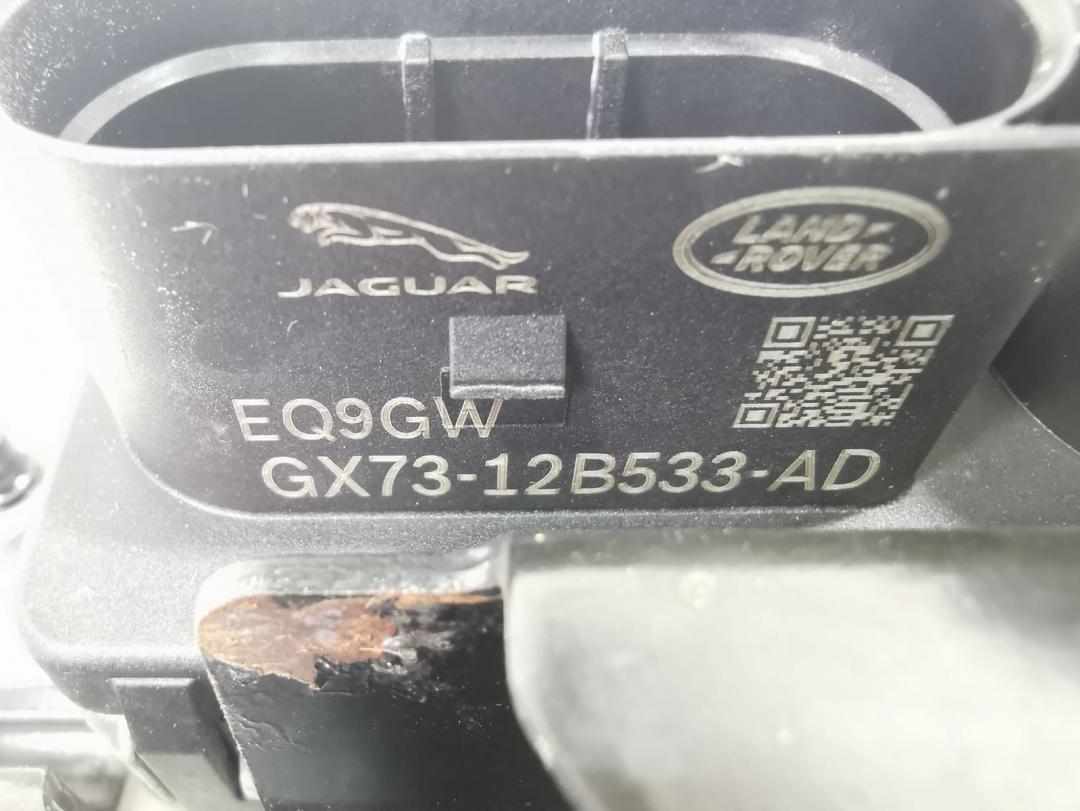 JAGUAR
LAND-
-ROVER
EQ9GW
GX73-12B533-AD